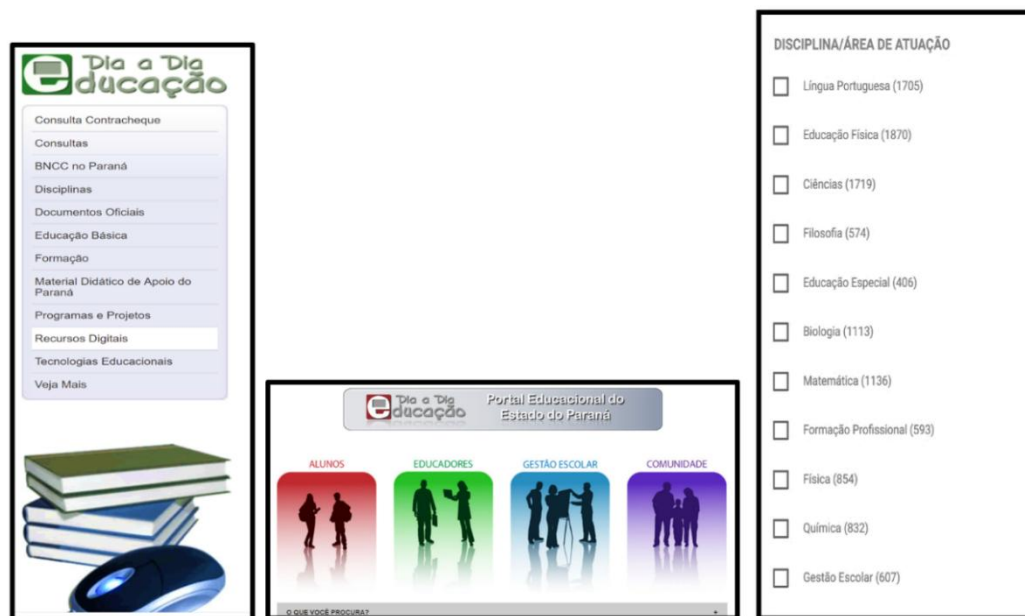 Dia a Dia
educação
Consulta Contracheque
Consultas
BNCC no Paraná
Disciplinas
Documentos Oficiais
Educação Básica
Formação
Material Didático de Apoio do
Paraná
Programas e Projetos
Recursos Digitais
Tecnologias Educacionais
Veja Mais
Dia a Dia
educação
Portal Educacional do
Estado do Paraná
ALUNOS
EDUCADORES
GESTÃO ESCOLAR
COMUNIDADE
O QUE VOCÊ PROCURA? +
DISCIPLINA/ÁREA DE ATUAÇÃO
Língua Portuguesa (1705)
Educação Física (1870)
Ciências (1719)
Filosofia (574)
Educação Especial (406)
Biologia (1113)
Matemática (1136)
Formação Profissional (593)
Física (854)
Química (832)
Gestão Escolar (607)